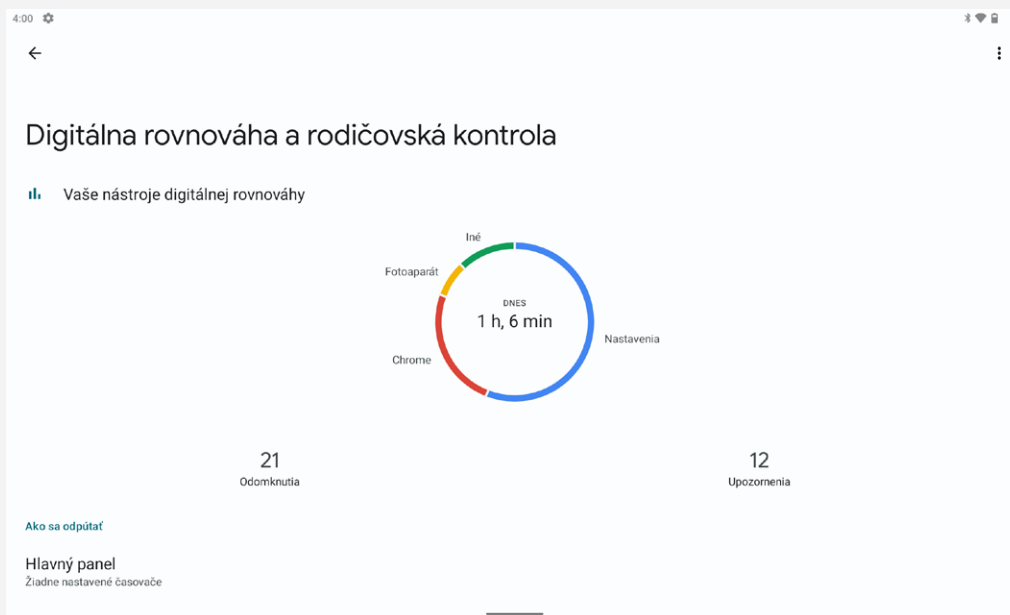 4:00
Digitálna rovnováha a rodičovská kontrola
Vaše nástroje digitálnej rovnováhy
Iné
Fotoaparát
DNES
1 h, 6 min
Nastavenia
Chrome
21
Odomknutia
12
Upozornenia
Ako sa odpútať
Hlavný panel
Žiadne nastavené časovače